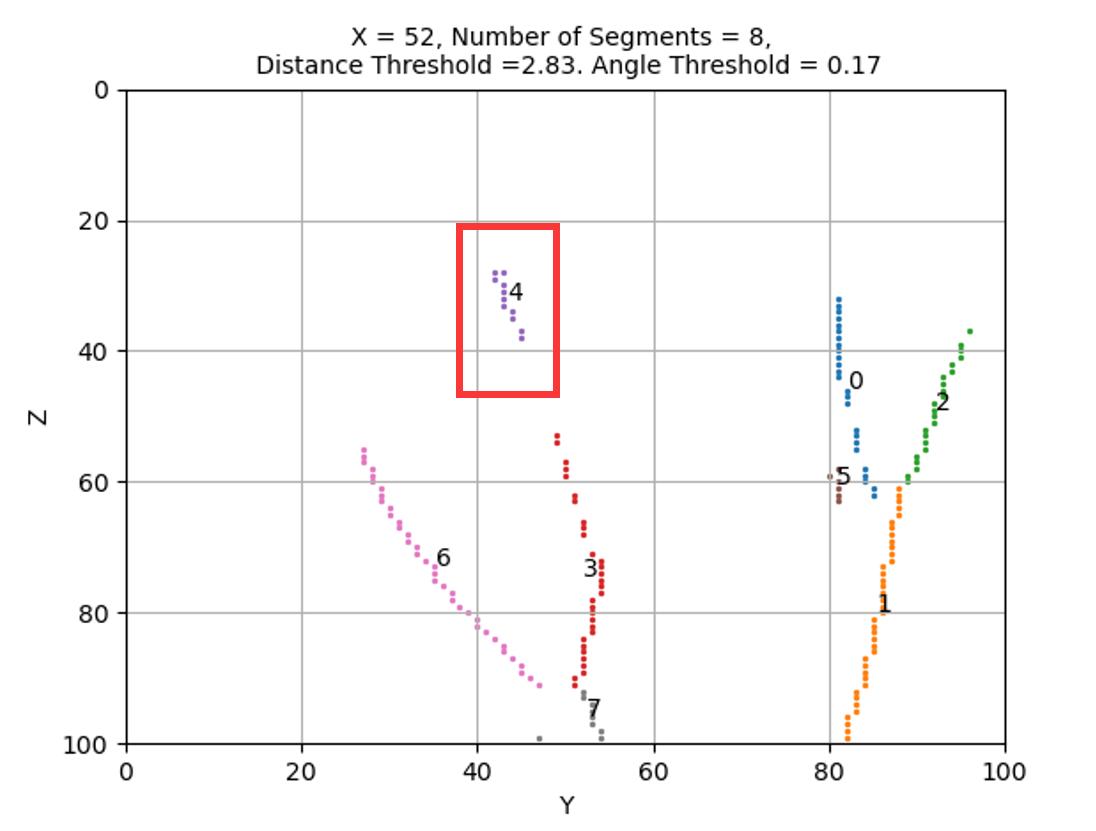 X = 52, Number of Segments = 8,
Distance Threshold =2.83. Angle Threshold = 0.17
0
20
4
40
0
2
Z
60
5
6
3
80
1
7
100
0 20 40 60 80 100
Y